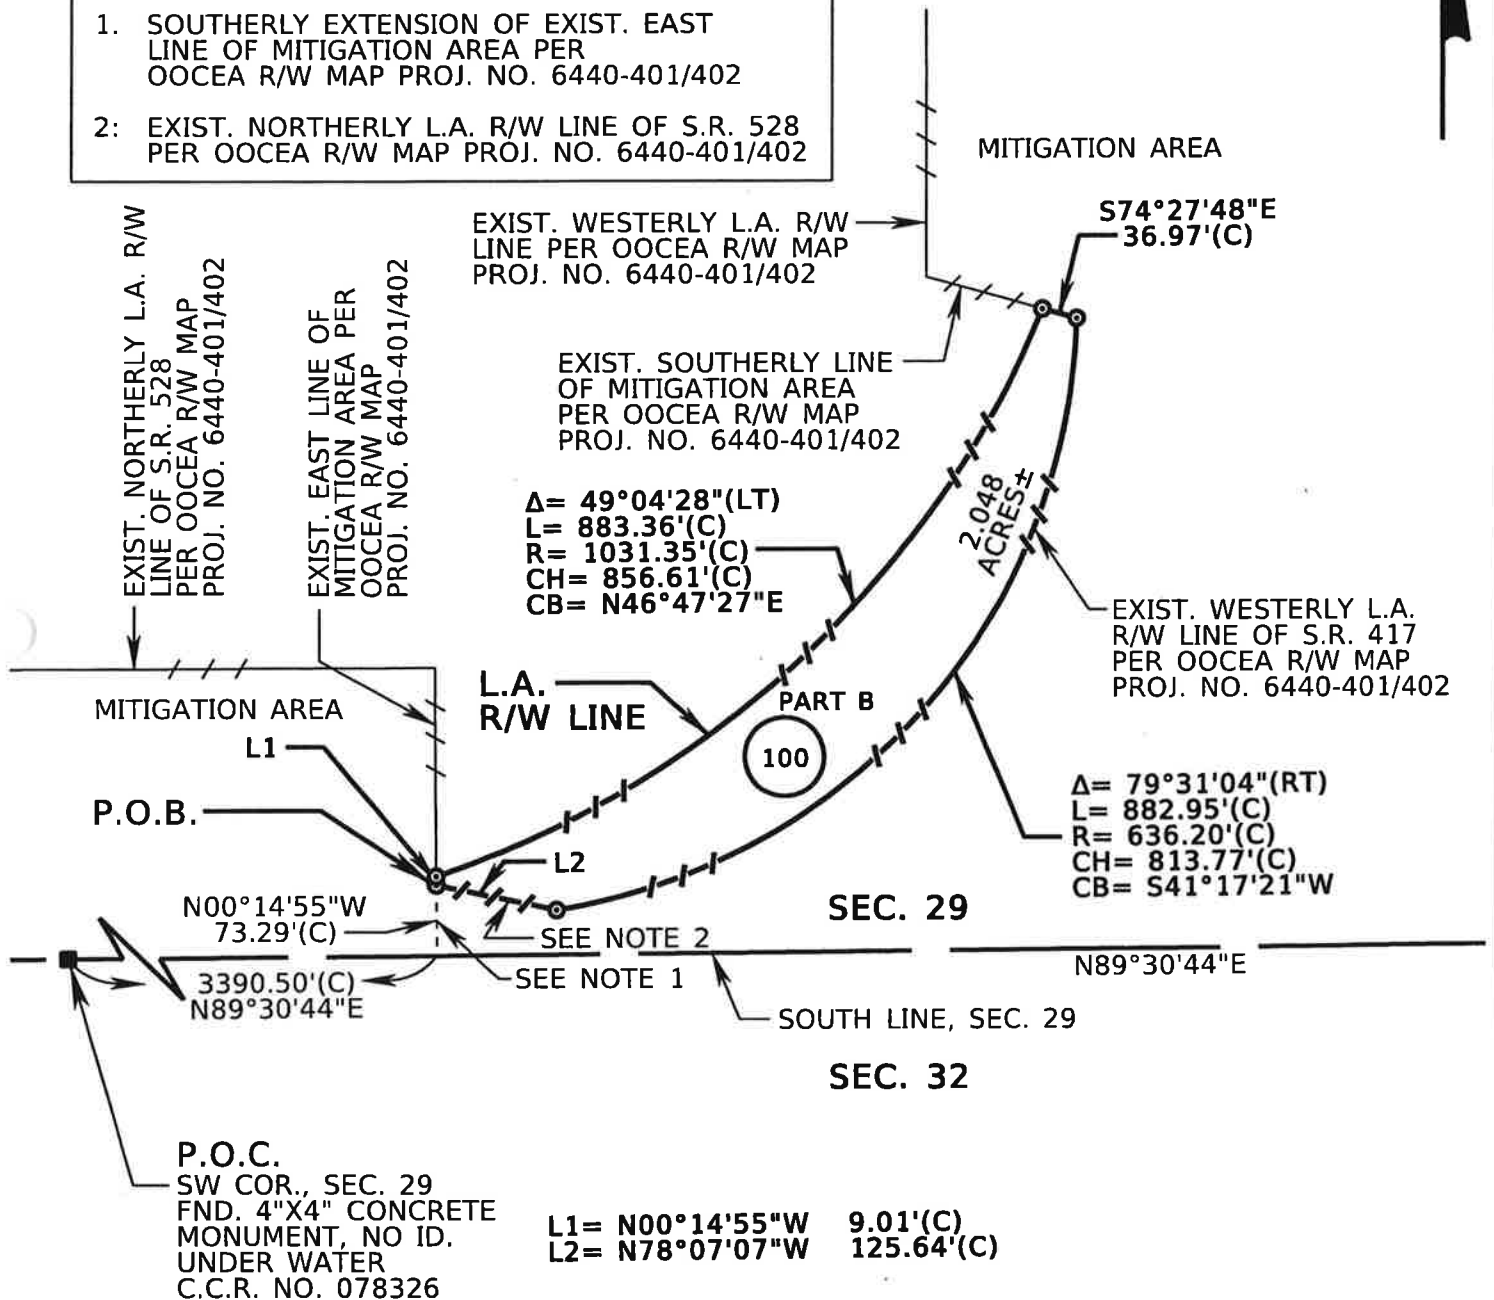 1. SOUTHERLY EXTENSION OF EXIST. EAST
LINE OF MITIGATION AREA PER
OOCEA R/W MAP PROJ. NO. 6440-401/402
2: EXIST. NORTHERLY L.A. R/W LINE OF S.R. 528
PER OOCEA R/W MAP PROJ. NO. 6440-401/402
MITIGATION AREA
S74°27'48"E
36.97'(C)
EXIST. WESTERLY L.A. R/W
LINE PER OOCEA R/W MAP
PROJ. NO. 6440-401/402
EXIST. NORTHERLY L.A. R/W
LINE OF S.R. 528
PER OOCEA R/W MAP
PROJ. NO. 6440-401/402
EXIST. EAST LINE OF
MITIGATION AREA PER
OOCEA R/W MAP
PROJ. NO. 6440-401/402
EXIST. SOUTHERLY LINE
OF MITIGATION AREA
PER OOCEA R/W MAP
PROJ. NO. 6440-401/402
Δ= 49°04'28"(LT)
L= 883.36'(C)
R= 1031.35'(C)
CH= 856.61'(C)
CB= N46°47'27"E
2.048
ACRES±
EXIST. WESTERLY L.A.
R/W LINE OF S.R. 417
PER OOCEA R/W MAP
PROJ. NO. 6440-401/402
MITIGATION AREA
L.A.
R/W LINE
PART B
100
L1
P.O.B.
L2
Δ= 79°31'04"(RT)
L= 882.95'(C)
R= 636.20'(C)
CH= 813.77'(C)
CB= S41°17'21"W
N00°14'55"W
73.29'(C)
SEE NOTE 2
SEC. 29
3390.50'(C)
N89°30'44"E
SEE NOTE 1
N89°30'44"E
SOUTH LINE, SEC. 29
SEC. 32
P.O.C.
SW COR., SEC. 29
FND. 4"X4" CONCRETE
MONUMENT, NO ID.
UNDER WATER
C.C.R. NO. 078326
L1= N00°14'55"W 9.01'(C)
L2= N78°07'07"W 125.64'(C)